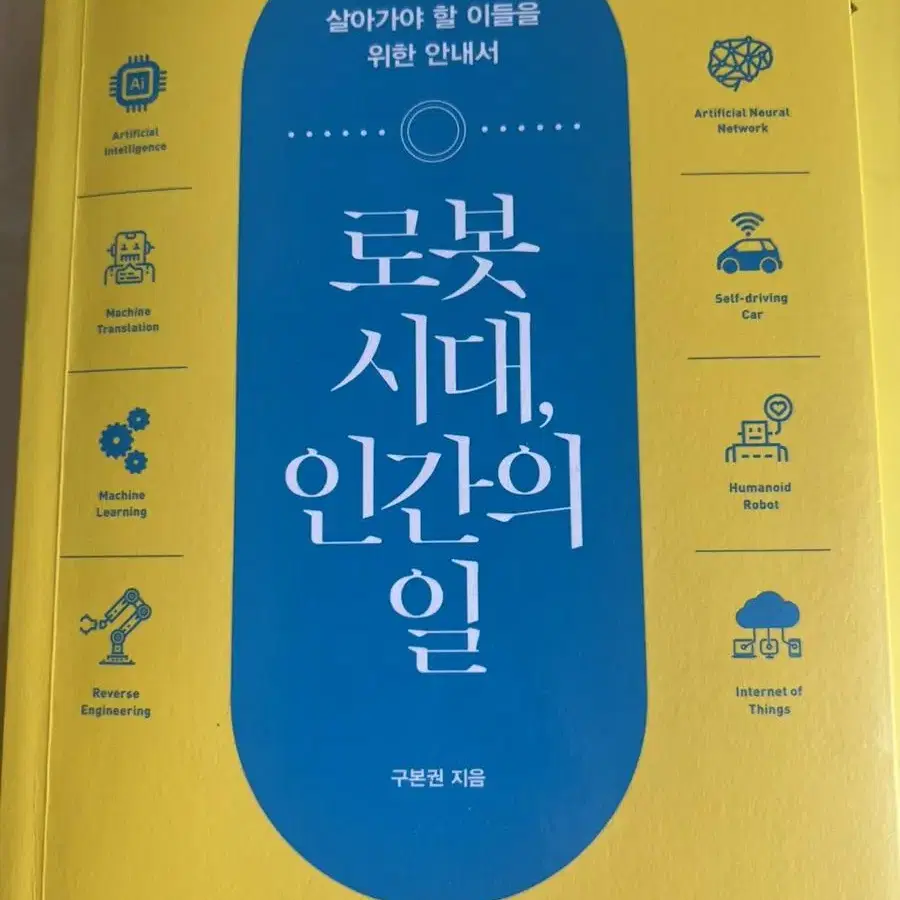 살아가야 할 이들을
위한 안내서
Ai
Artificial
Intelligence
Machine
Translation
Machine
Learning
Reverse
Engineering
로봇
시대,
인간의
일
구본권 지음
Artificial Neural
Network
Self-driving
Car
Humanoid
Robot
Internet of
Things